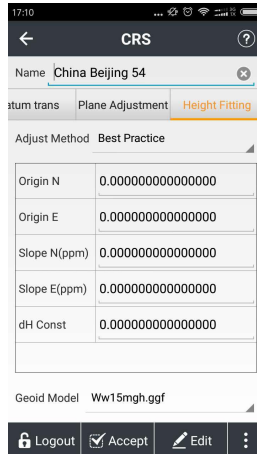 17:10
... 3G 1X
CRS ?
Name China Beijing 54
atum trans Plane Adjustment Height Fitting
Adjust Method Best Practice
Origin N 0.000000000000000
Origin E 0.000000000000000
Slope N(ppm) 0.000000000000000
Slope E(ppm) 0.000000000000000
dH Const 0.000000000000000
Geoid Model Ww15mgh.ggf
Logout Accept Edit